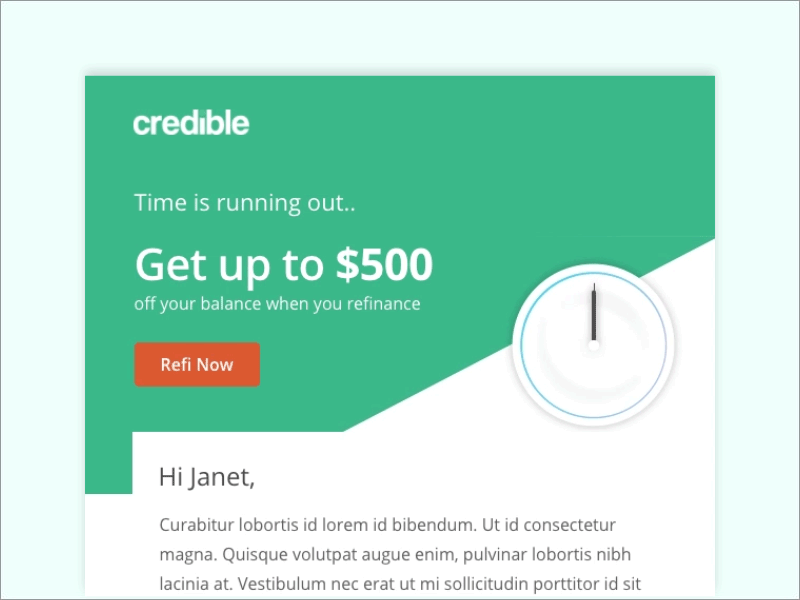 credible
Time is running out..
Get up to $500
off your balance when you refinance
Refi Now
Hi Janet,
Curabitur lobortis id lorem id bibendum. Ut id consectetur
magna. Quisque volutpat augue enim, pulvinar lobortis nibh
lacinia at. Vestibulum nec erat ut mi sollicitudin porttitor id sit